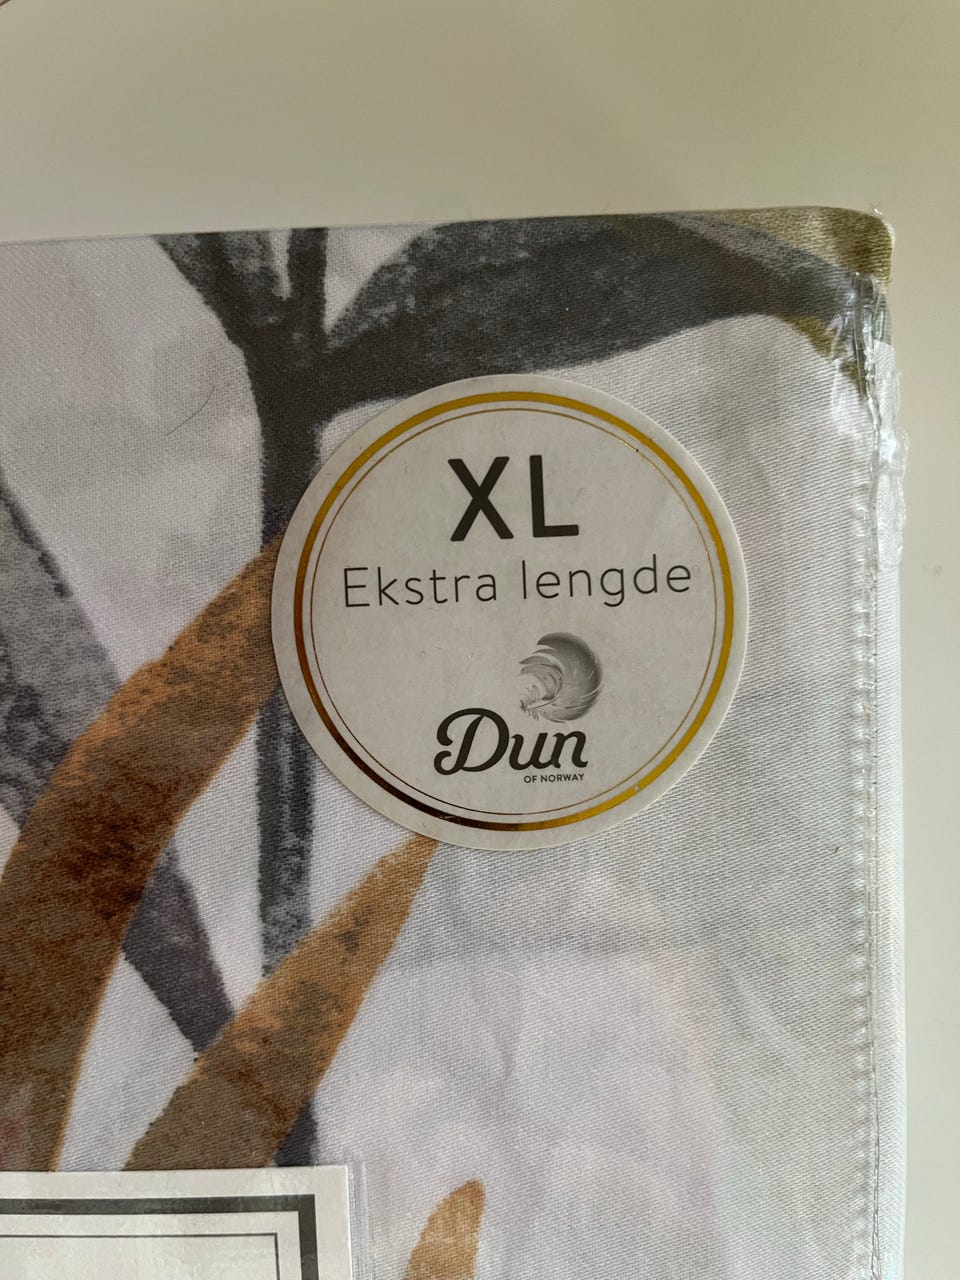 XL
Ekstra lengde
Dun
OF NORWAY